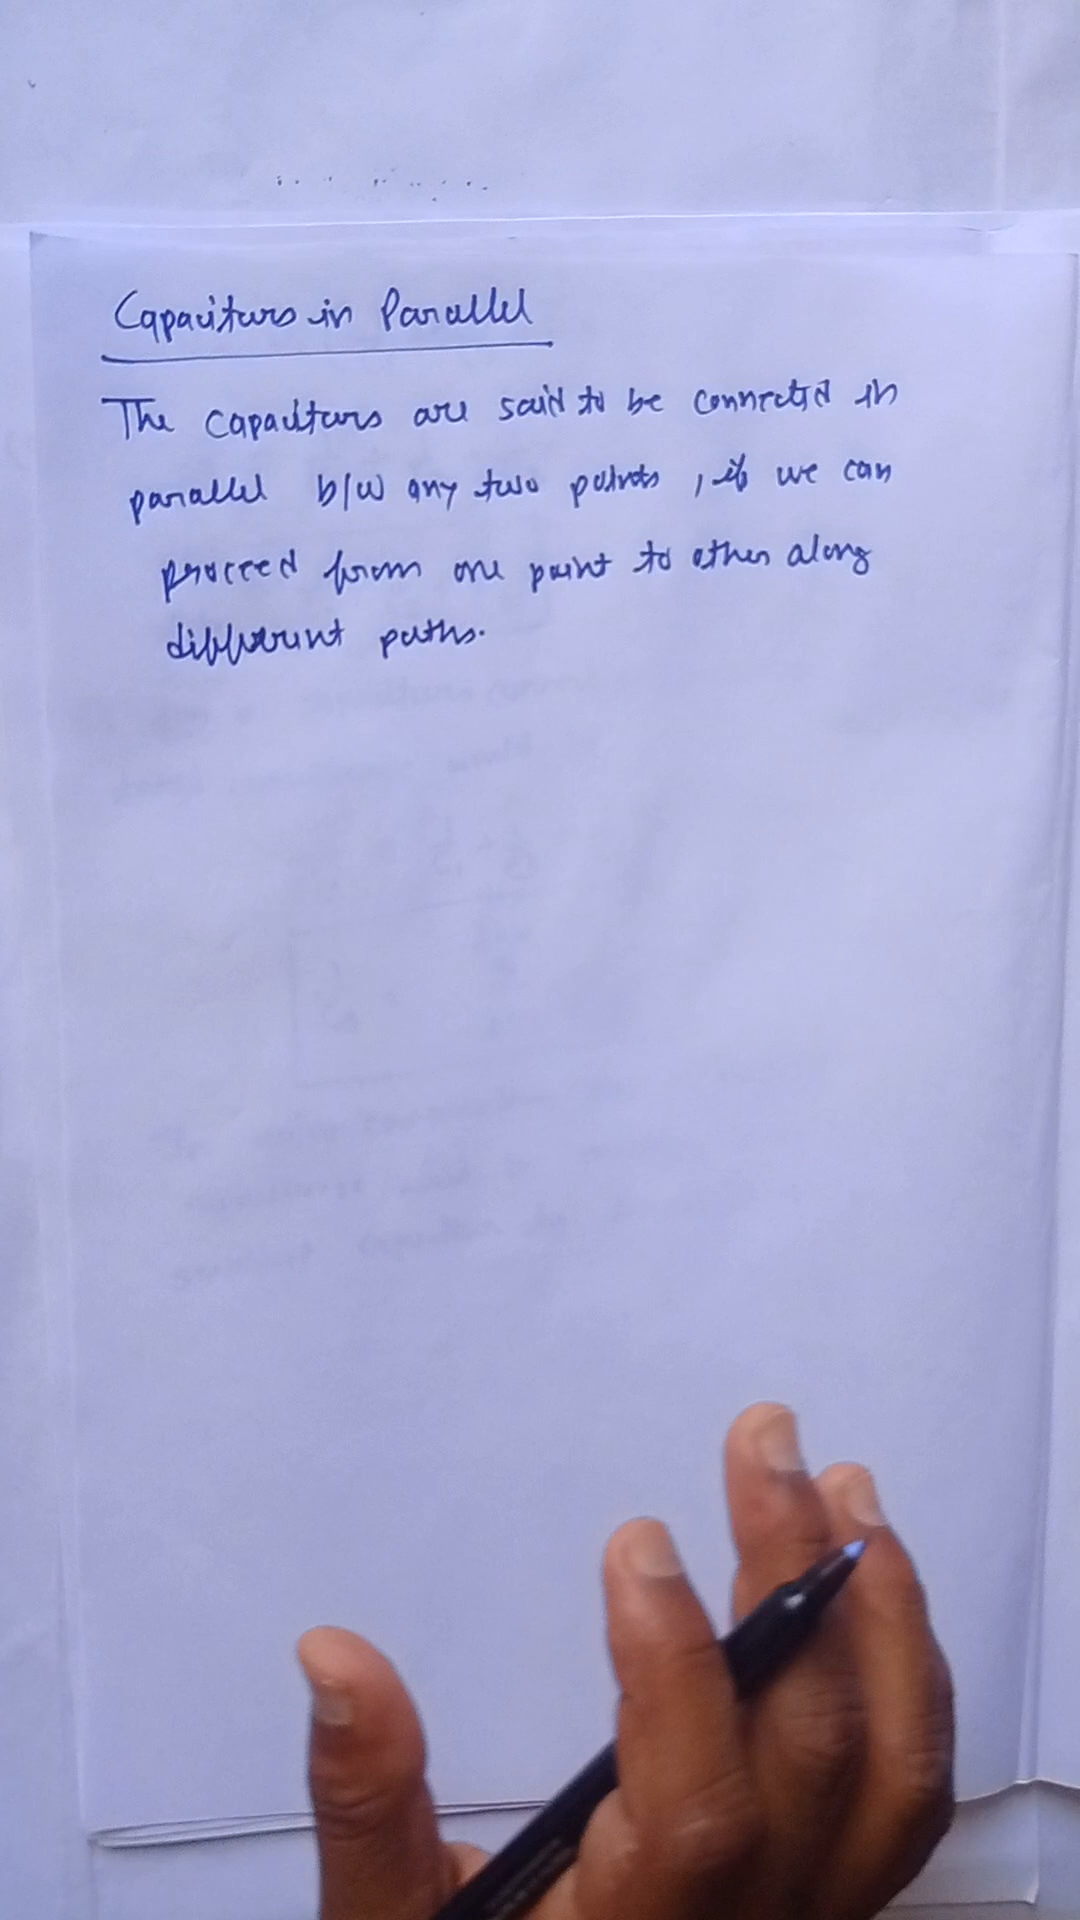 Capacitors in Parallel
The capacitors are said to be connected in
parallel b/w any two points, if we can
proceed from one point to other along
different paths.